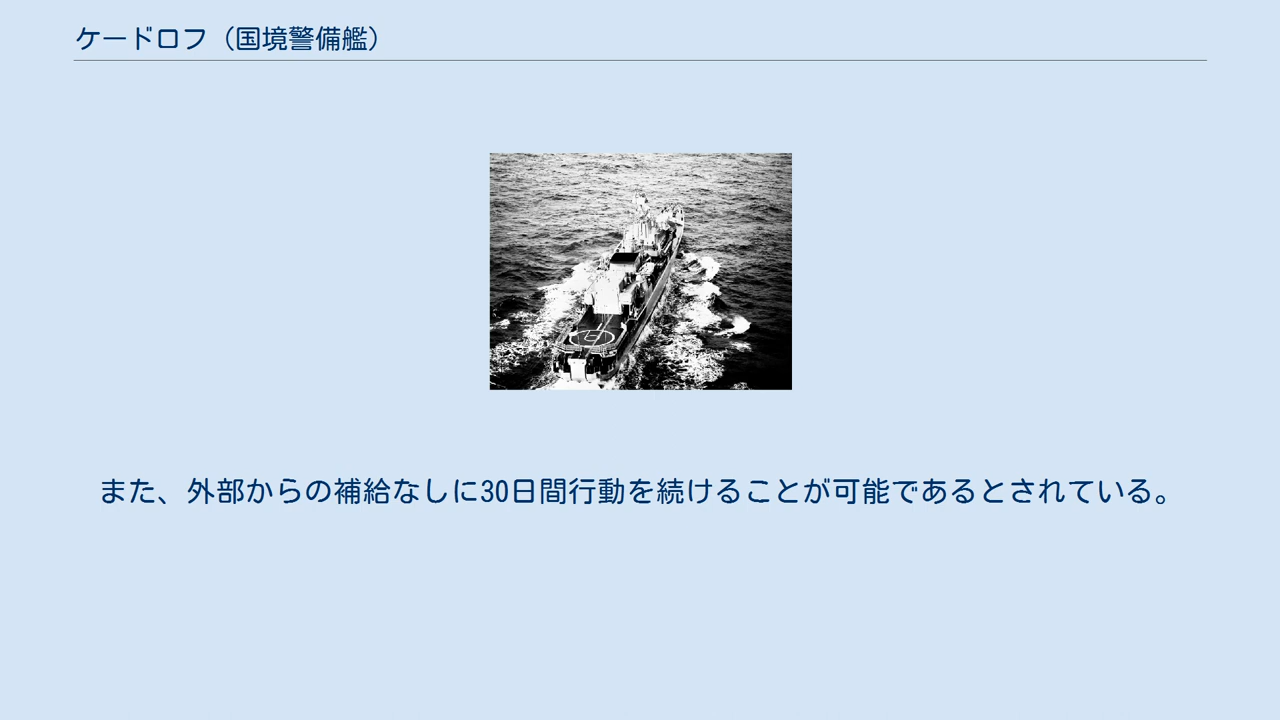 ケードロフ（国境警備艦）
また、外部からの補給なしに30日間行動を続けることが可能であるとされている。